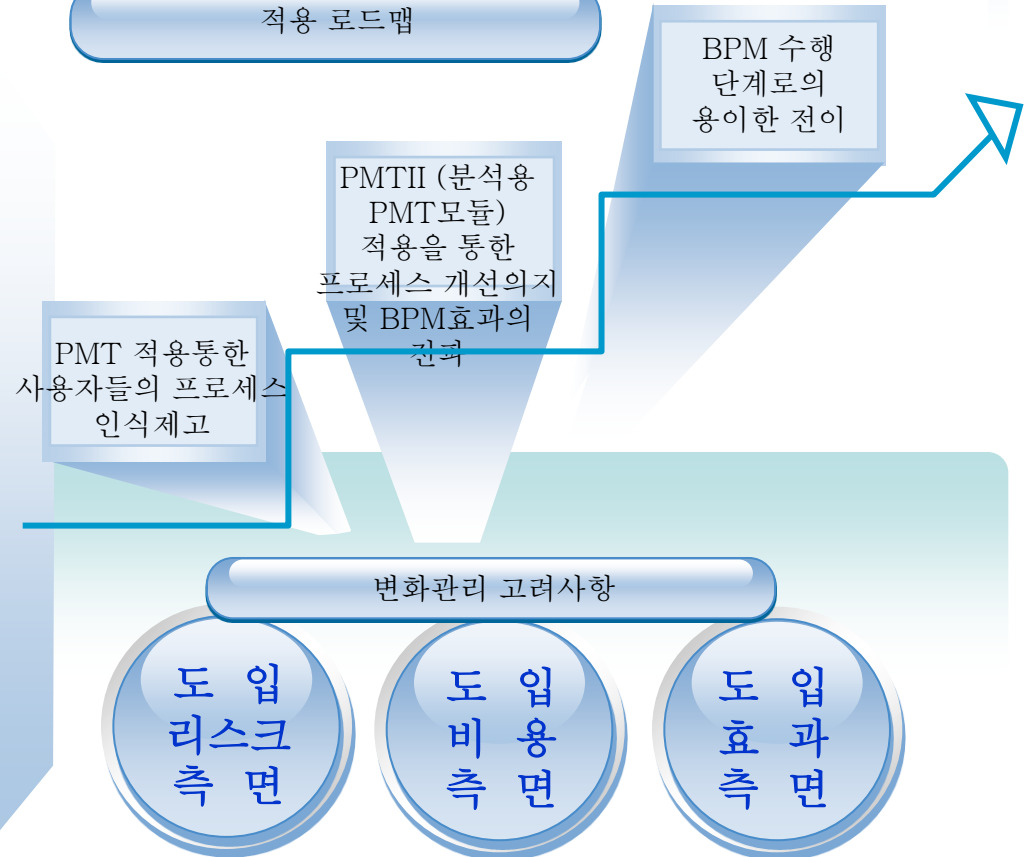 적용 로드맵
BPM 수행
단계로의
용이한 전이
PMTII (분석용
PMT모듈)
적용을 통한
프로세스 개선의지
및 BPM효과의
전파
PMT 적용통한
사용자들의 프로세스
인식제고
변화관리 고려사항
도 입
리스크
측 면
도 입
비 용
측 면
도 입
효 과
측 면